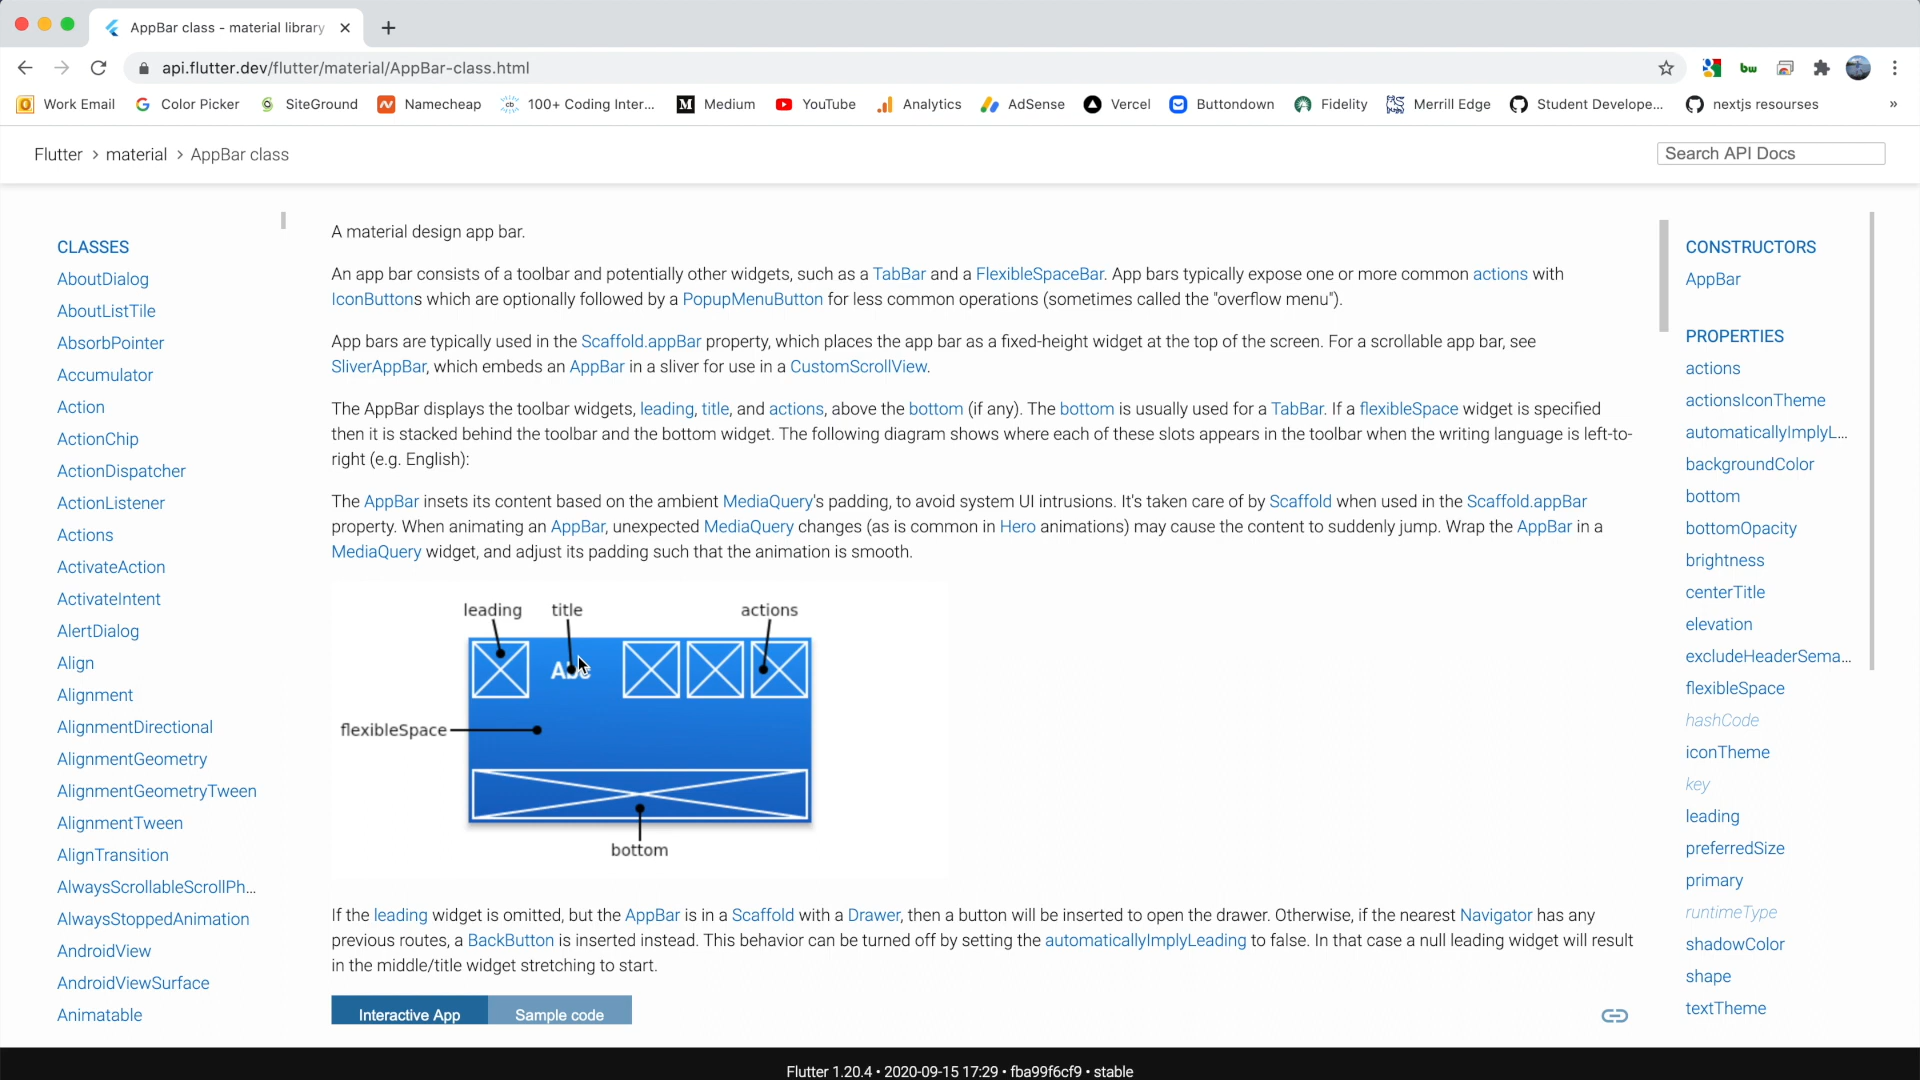 AppBar class - material library
api.flutter.dev/flutter/material/AppBar-class.html
Work Email
Color Picker
SiteGround
Namecheap
100+ Coding Inter...
Medium
YouTube
Analytics
AdSense
Vercel
Buttondown
Fidelity
Merrill Edge
Student Develope...
nextjs resourses
»
Flutter > material > AppBar class
Search API Docs
CLASSES
AboutDialog
AboutListTile
AbsorbPointer
Accumulator
Action
ActionChip
ActionDispatcher
ActionListener
Actions
ActivateAction
ActivateIntent
AlertDialog
Align
Alignment
AlignmentDirectional
AlignmentGeometry
AlignmentGeometryTween
AlignmentTween
AlignTransition
AlwaysScrollableScrollPh...
AlwaysStoppedAnimation
AndroidView
AndroidViewSurface
Animatable
A material design app bar.
An app bar consists of a toolbar and potentially other widgets, such as a TabBar and a FlexibleSpaceBar. App bars typically expose one or more common actions with
IconButtons which are optionally followed by a PopupMenuButton for less common operations (sometimes called the "overflow menu").
App bars are typically used in the Scaffold.appBar property, which places the app bar as a fixed-height widget at the top of the screen. For a scrollable app bar, see
SliverAppBar, which embeds an AppBar in a sliver for use in a CustomScrollView.
The AppBar displays the toolbar widgets, leading, title, and actions, above the bottom (if any). The bottom is usually used for a TabBar. If a flexibleSpace widget is specified
then it is stacked behind the toolbar and the bottom widget. The following diagram shows where each of these slots appears in the toolbar when the writing language is left-to-
right (e.g. English):
The AppBar insets its content based on the ambient MediaQuery's padding, to avoid system UI intrusions. It's taken care of by Scaffold when used in the Scaffold.appBar
property. When animating an AppBar, unexpected MediaQuery changes (as is common in Hero animations) may cause the content to suddenly jump. Wrap the AppBar in a
MediaQuery widget, and adjust its padding such that the animation is smooth.
leading title actions
Abc
flexibleSpace
bottom
If the leading widget is omitted, but the AppBar is in a Scaffold with a Drawer, then a button will be inserted to open the drawer. Otherwise, if the nearest Navigator has any
previous routes, a BackButton is inserted instead. This behavior can be turned off by setting the automaticallyImplyLeading to false. In that case a null leading widget will result
in the middle/title widget stretching to start.
Interactive App
Sample code
CONSTRUCTORS
AppBar
PROPERTIES
actions
actionsIconTheme
automaticallyImplyL...
backgroundColor
bottom
bottomOpacity
brightness
centerTitle
elevation
excludeHeaderSema...
flexibleSpace
hashCode
iconTheme
key
leading
preferredSize
primary
runtimeType
shadowColor
shape
textTheme
Flutter 1.20.4 • 2020-09-15 17:29 • fba99f6cf9 • stable